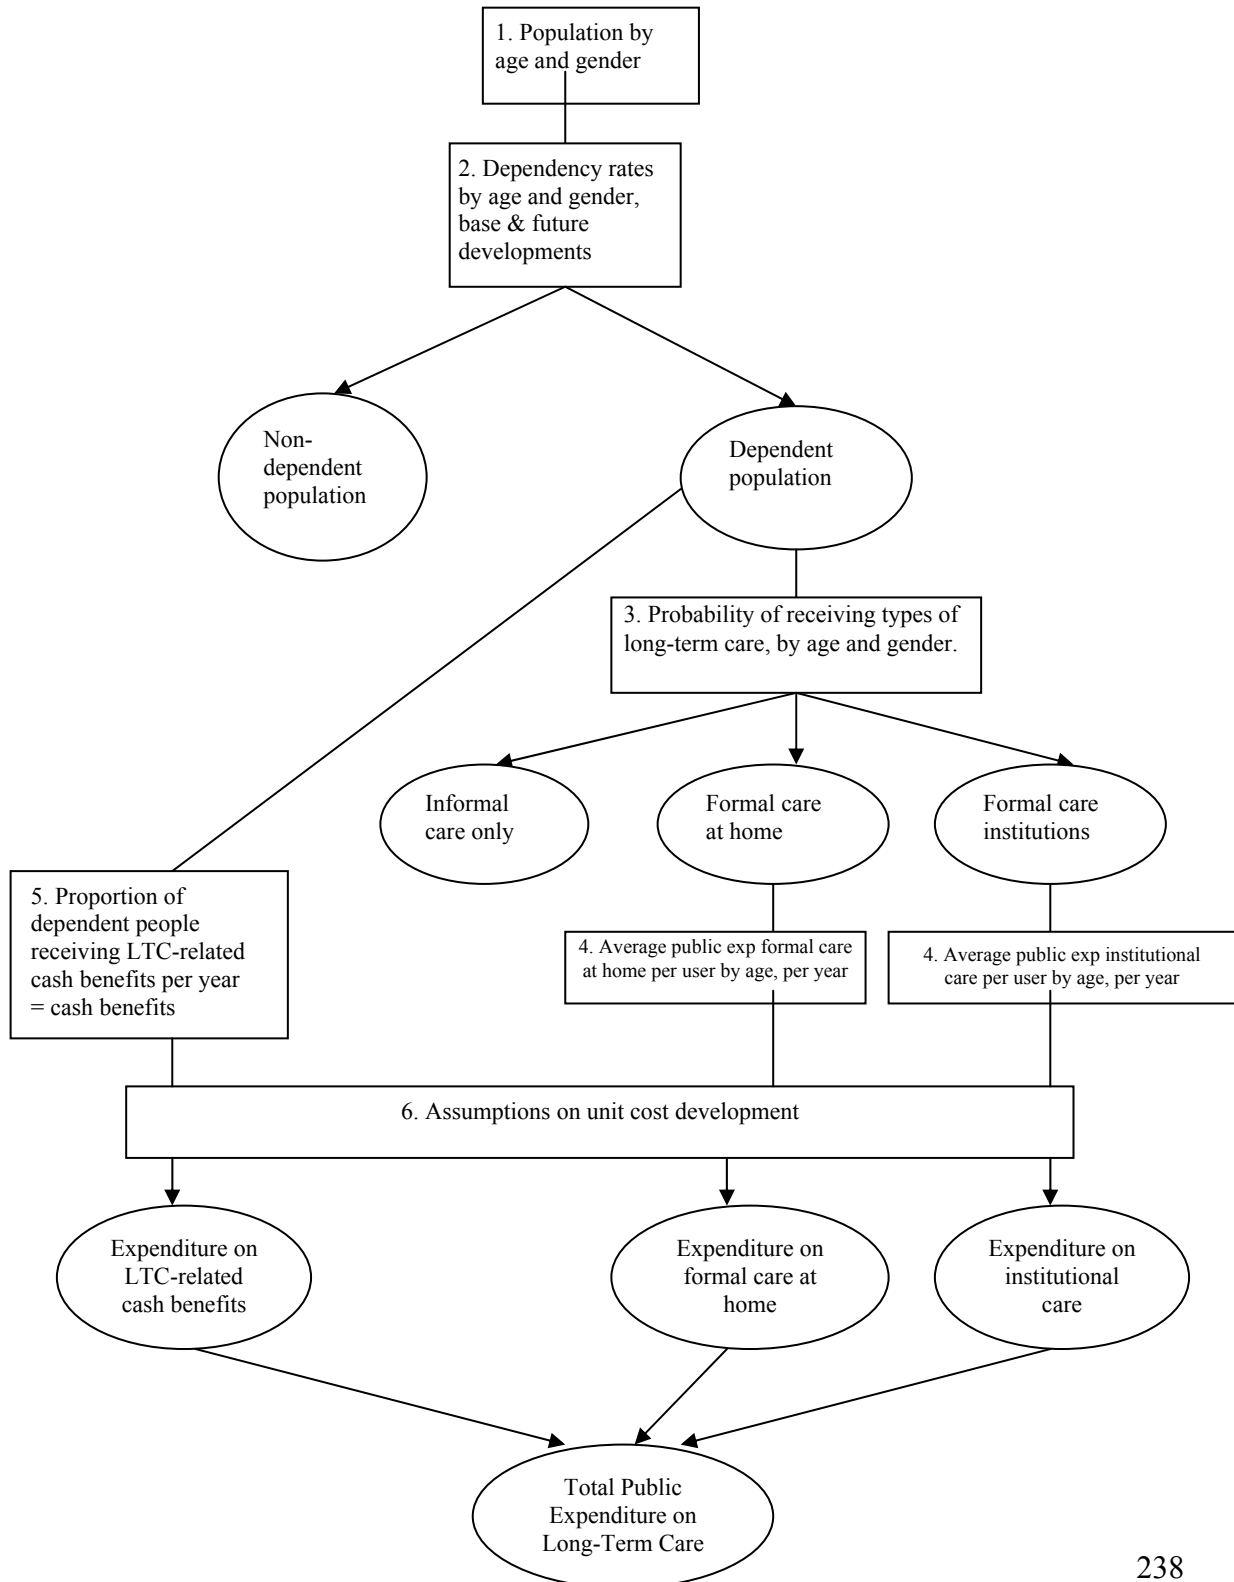 1. Population by
age and gender
2. Dependency rates
by age and gender,
base & future
developments
Non-
dependent
population
Dependent
population
3. Probability of receiving types of
long-term care, by age and gender.
Informal
care only
Formal care
at home
Formal care
institutions
5. Proportion of
dependent people
receiving LTC-related
cash benefits per year
= cash benefits
4. Average public exp formal care
at home per user by age, per year
4. Average public exp institutional
care per user by age, per year
6. Assumptions on unit cost development
Expenditure on
LTC-related
cash benefits
Expenditure on
formal care at
home
Expenditure on
institutional
care
Total Public
Expenditure on
Long-Term Care
238